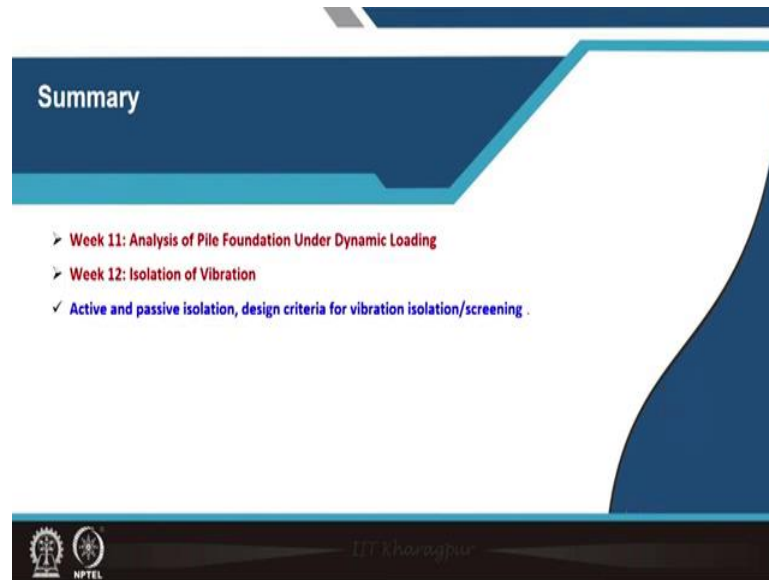 Summary
➢ Week 11: Analysis of Pile Foundation Under Dynamic Loading
➢ Week 12: Isolation of Vibration
✓ Active and passive isolation, design criteria for vibration isolation/screening .
IIT Kharagpur
NPTEL